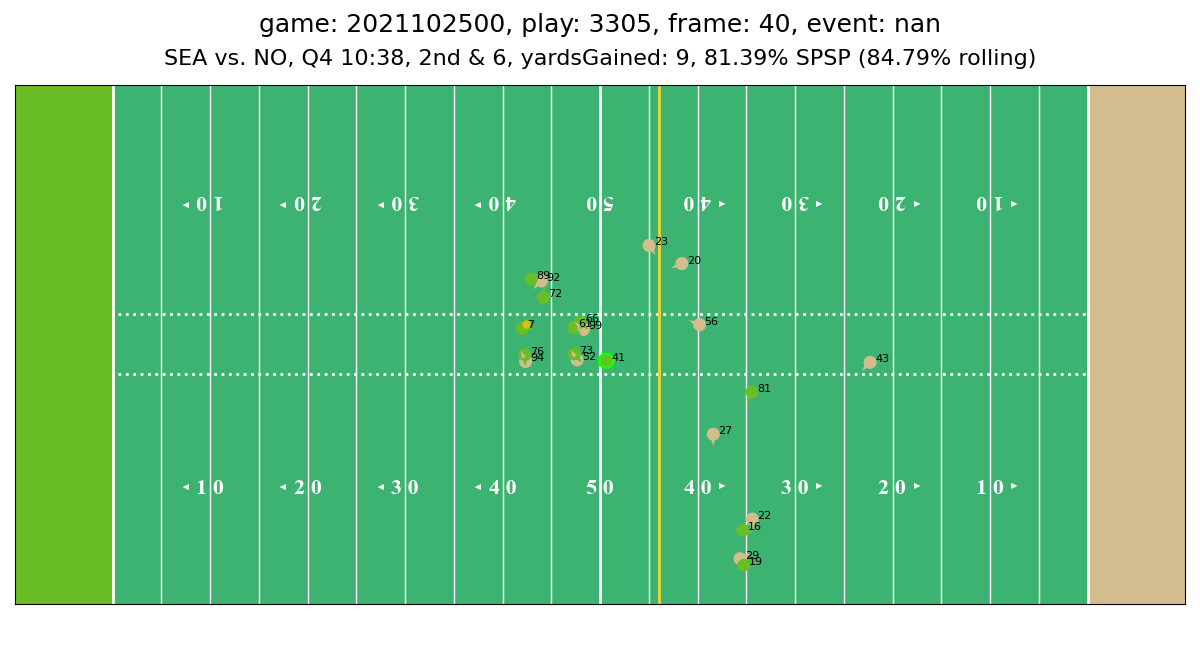 game: 2021102500, play: 3305, frame: 40, event: nan
SEA vs. NO, Q4 10:38, 2nd & 6, yardsGained: 9, 81.39% SPSP (84.79% rolling)
10 20 30 40 50 40 30 20 10
23
20
89 92
72
66
7 61 99 56
76 73
94 52 41 43
81
27
10 20 30 40 50 40 30 20 10
22
16
29
19